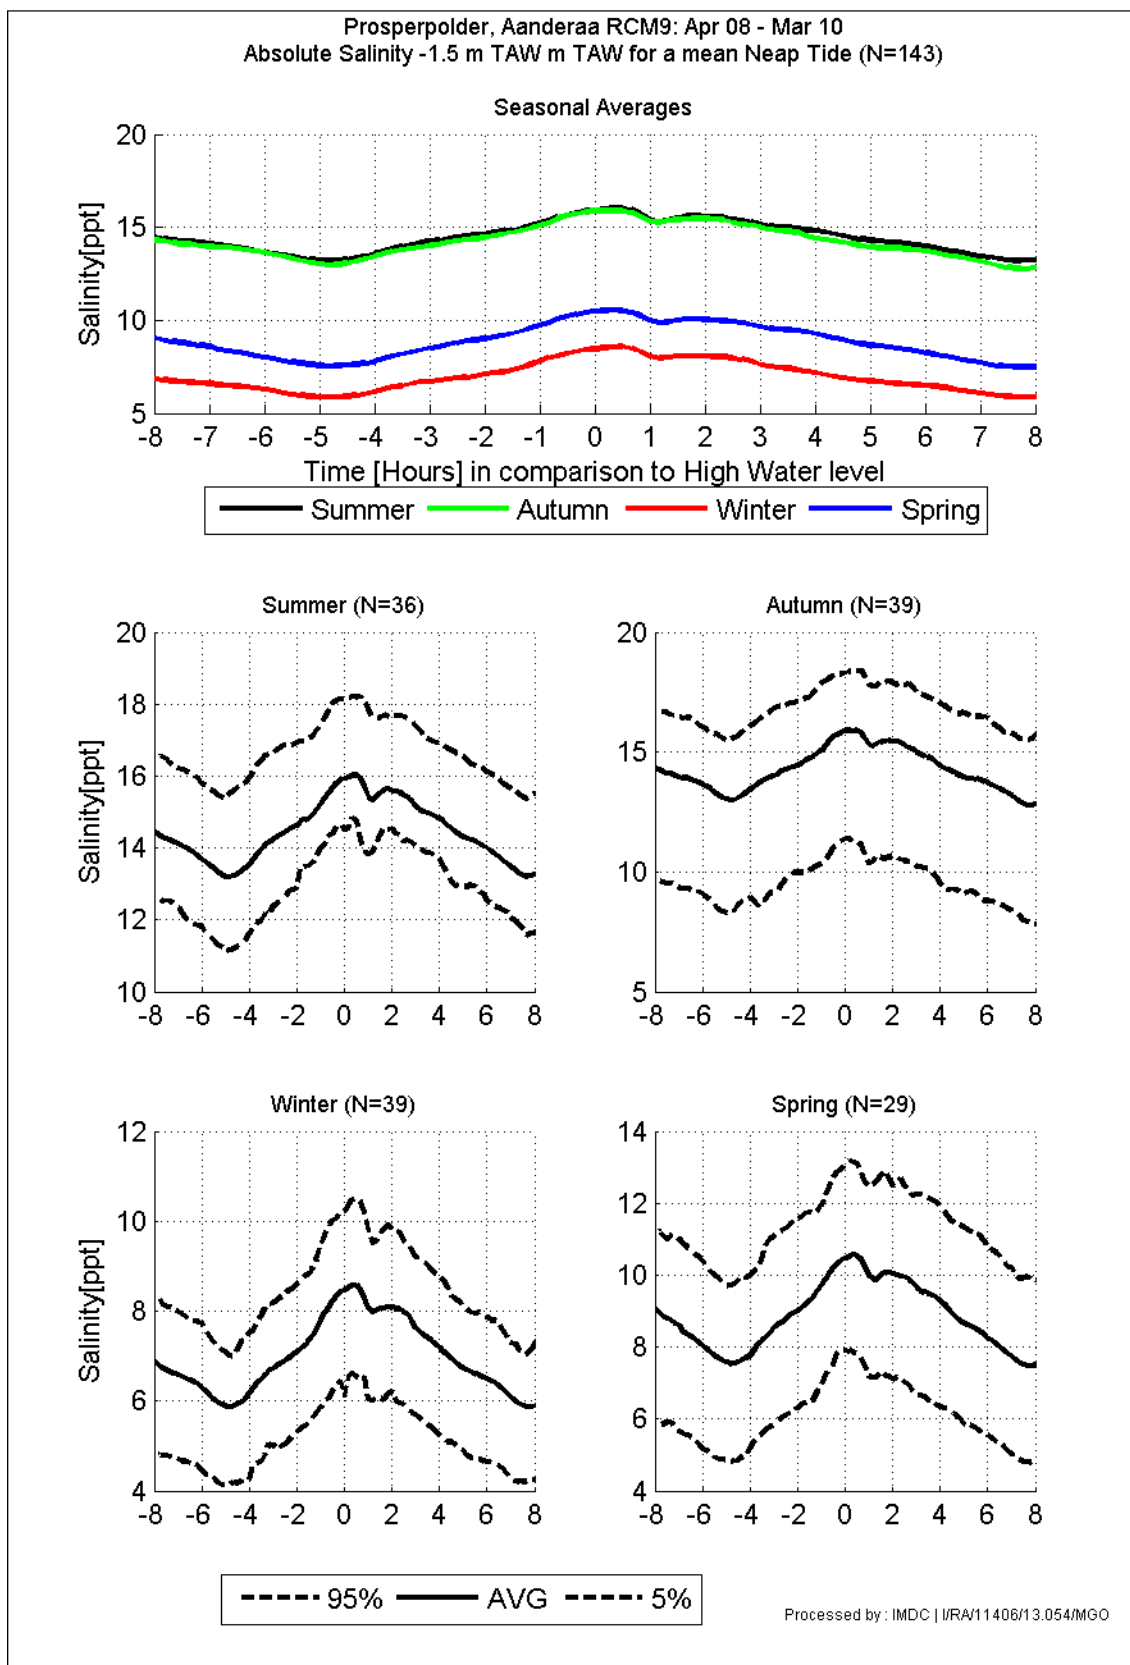 Prosperpolder, Aanderaa RCM9: Apr 08 - Mar 10
Absolute Salinity -1.5 m TAW m TAW for a mean Neap Tide (N=143)
Seasonal Averages
20
15
10
5
Salinity[ppt]
-8 -7 -6 -5 -4 -3 -2 -1 0 1 2 3 4 5 6 7 8
Time [Hours] in comparison to High Water level
Summer Autumn Winter Spring
Summer (N=36)
20
18
16
14
12
10
Salinity[ppt]
-8 -6 -4 -2 0 2 4 6 8
Autumn (N=39)
20
15
10
5
-8 -6 -4 -2 0 2 4 6 8
Winter (N=39)
12
10
8
6
4
Salinity[ppt]
-8 -6 -4 -2 0 2 4 6 8
Spring (N=29)
14
12
10
8
6
4
-8 -6 -4 -2 0 2 4 6 8
95% AVG 5%
Processed by : IMDC | I/RA/11406/13.054/MGO